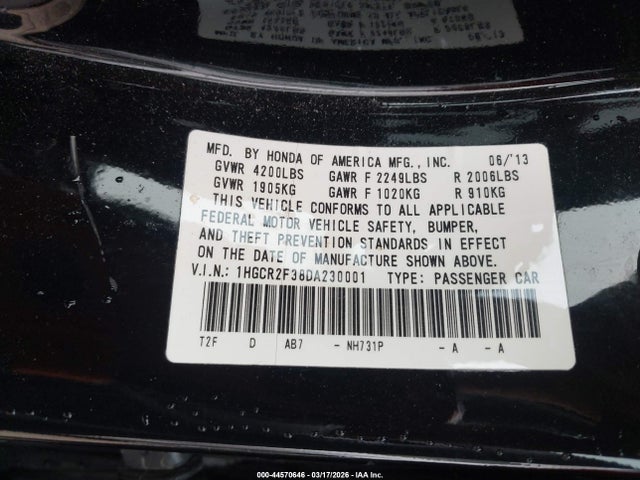 MFD. BY HONDA OF AMERICA MFG., INC. 06/'13
GVWR 4200LBS GAWR F 2249LBS R 2006LBS
GVWR 1905KG GAWR F 1020KG R 910KG
THIS VEHICLE CONFORMS TO ALL APPLICABLE
FEDERAL MOTOR VEHICLE SAFETY, BUMPER,
AND THEFT PREVENTION STANDARDS IN EFFECT
ON THE DATE OF MANUFACTURE SHOWN ABOVE.
V.I.N.: 1HGCR2F38DA230001 TYPE: PASSENGER CAR
T2F D AB7 - NH731P - A - A
000-44570646 - 03/17/2026 - IAAI.COM